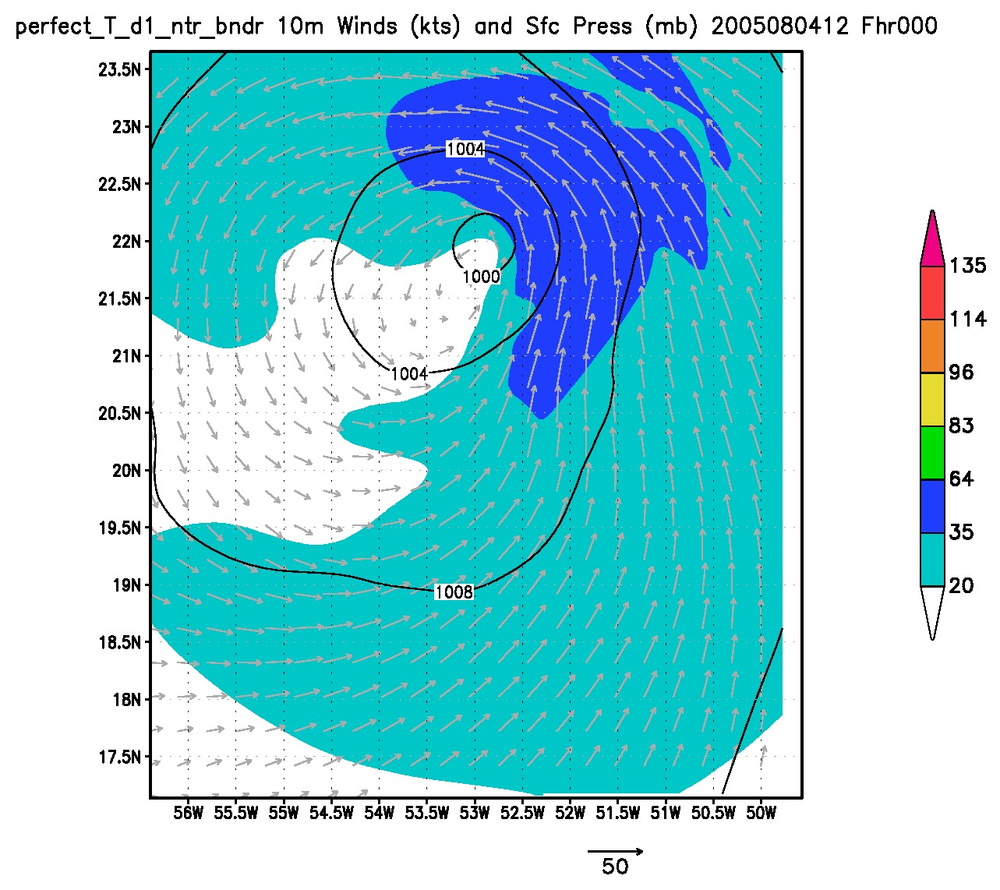 perfect_T_d1_ntr_bndr 10m Winds (kts) and Sfc Press (mb) 2005080412 Fhr000
23.5N
23N
22.5N
22N
21.5N
21N
20.5N
20N
19.5N
19N
18.5N
18N
17.5N
1004
1000
1004
1008
56W 55.5W 55W 54.5W 54W 53.5W 53W 52.5W 52W 51.5W 51W 50.5W 50W
50
135
114
96
83
64
35
20